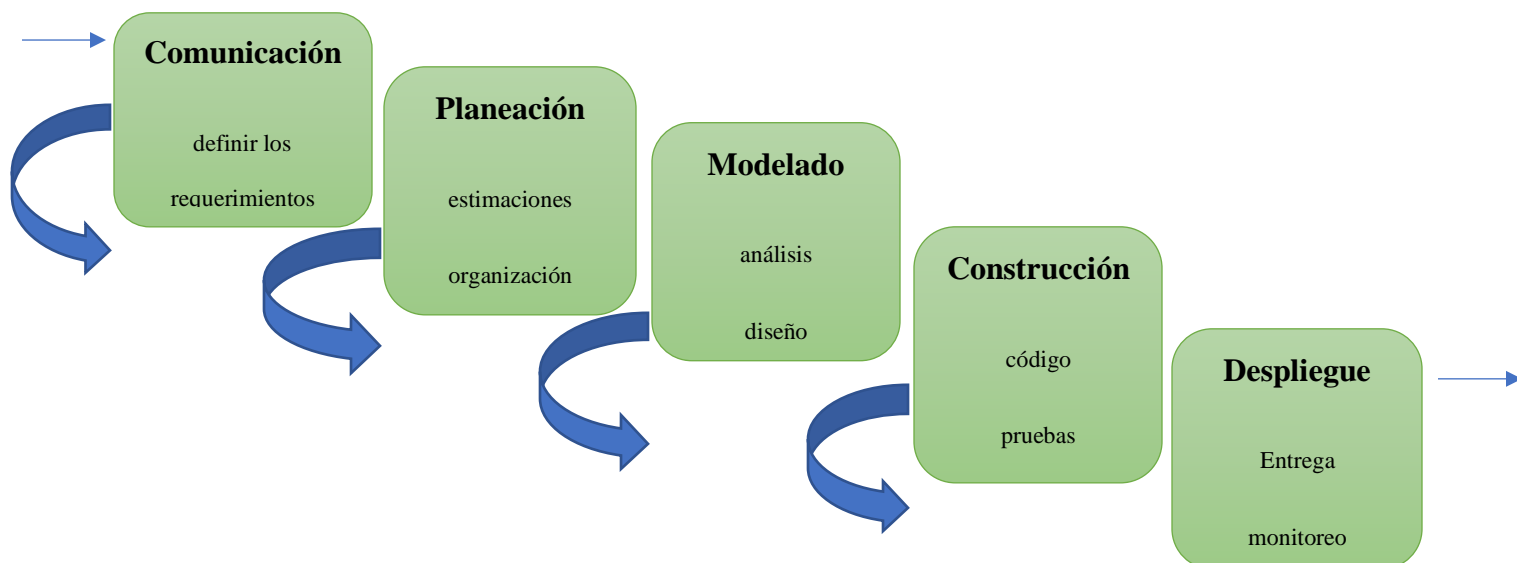 Comunicación
definir los
requerimientos
Planeación
estimaciones
organización
Modelado
análisis
diseño
Construcción
código
pruebas
Despliegue
Entrega
monitoreo